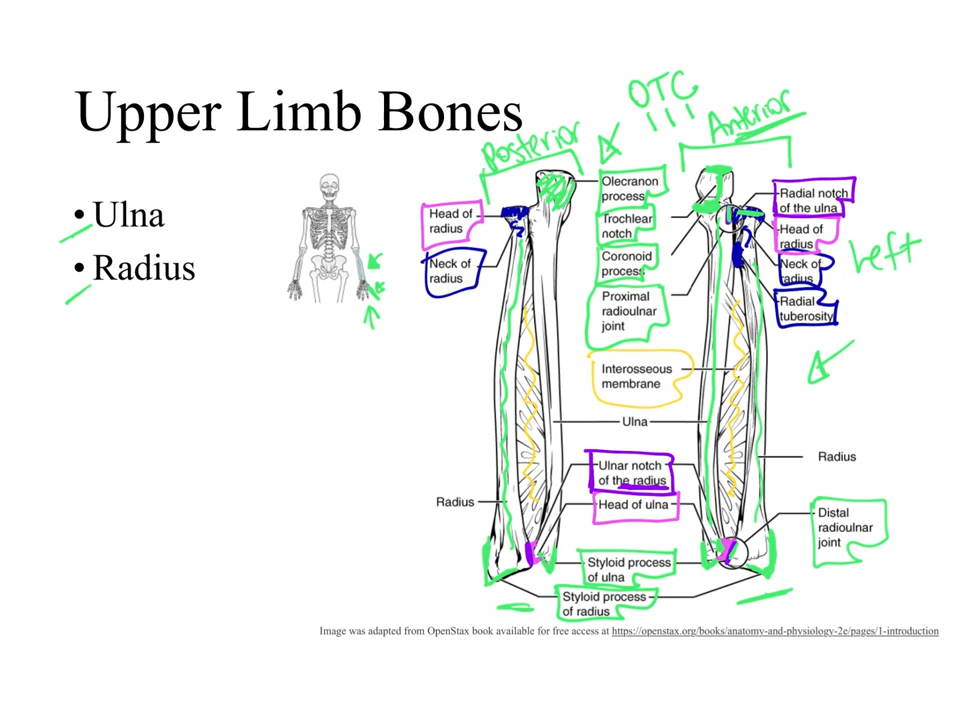 Upper Limb Bones
• Ulna
• Radius
OTC
Posterior
Anterior
Left
Head of
radius
Neck of
radius
Radius
Olecranon
process
Trochlear
notch
Coronoid
process
Proximal
radioulnar
joint
Interosseous
membrane
Ulna
Ulnar notch
of the radius
Head of ulna
Styloid process
of ulna
Styloid process
of radius
Radial notch
of the ulna
Head of
radius
Neck of
radius
Radial
tuberosity
Radius
Distal
radioulnar
joint
Image was adapted from OpenStax book available for free access at https://openstax.org/books/anatomy-and-physiology-2e/pages/1-introduction